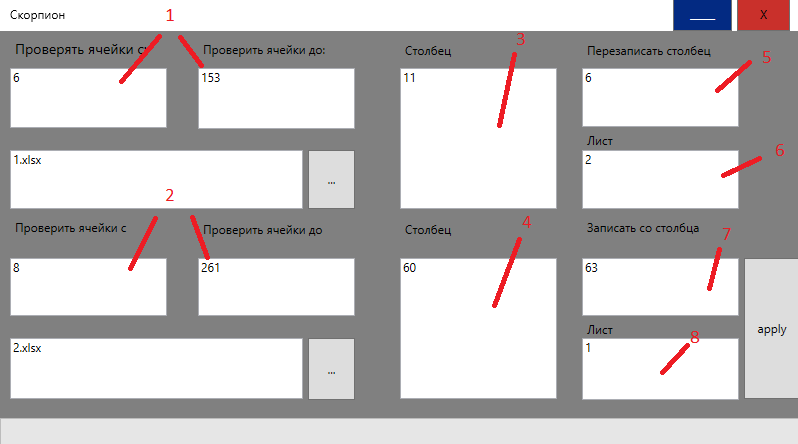 Скорпион
X
1
Проверять ячейки с:
Проверить ячейки до:
Столбец
3
Перезаписать столбец
6
153
11
6
5
Лист
6
1.xlsx
...
2
2
Проверить ячейки с
Проверить ячейки до
Столбец
4
Записать со столбца
7
8
261
60
63
apply
Лист
8
2.xlsx
...
1